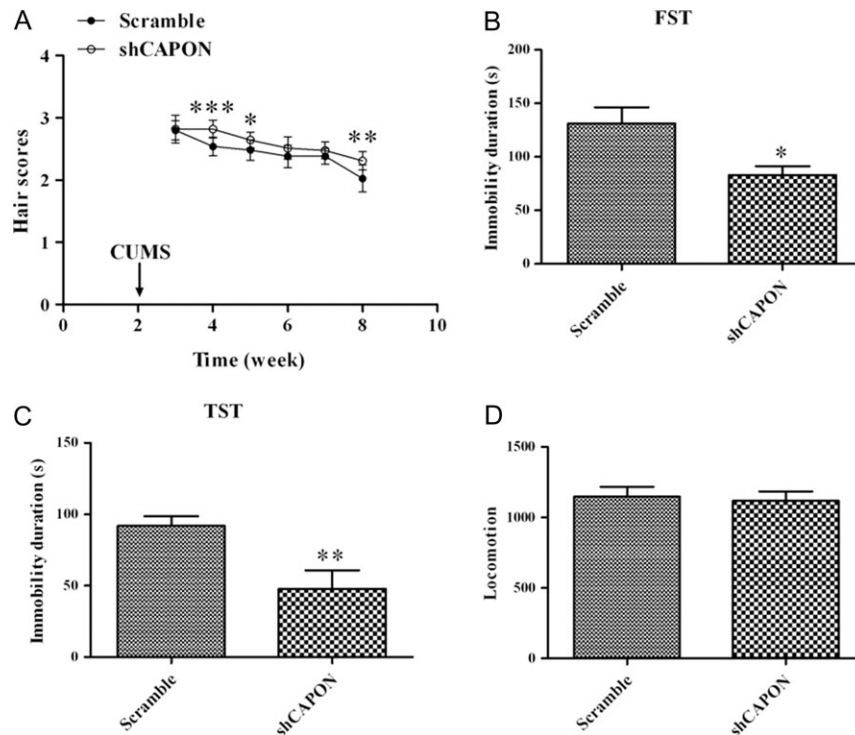 A
Scramble
shCAPON
4
3
2
1
0
Hair scores
***
*
**
CUMS
0
2
4
6
8
10
Time (week)
B
FST
200
150
100
50
0
Immobility duration (s)
*
Scramble
shCAPON
C
TST
150
100
50
0
Immobility duration (s)
**
Scramble
shCAPON
D
1500
1000
500
0
Locomotion
Scramble
shCAPON